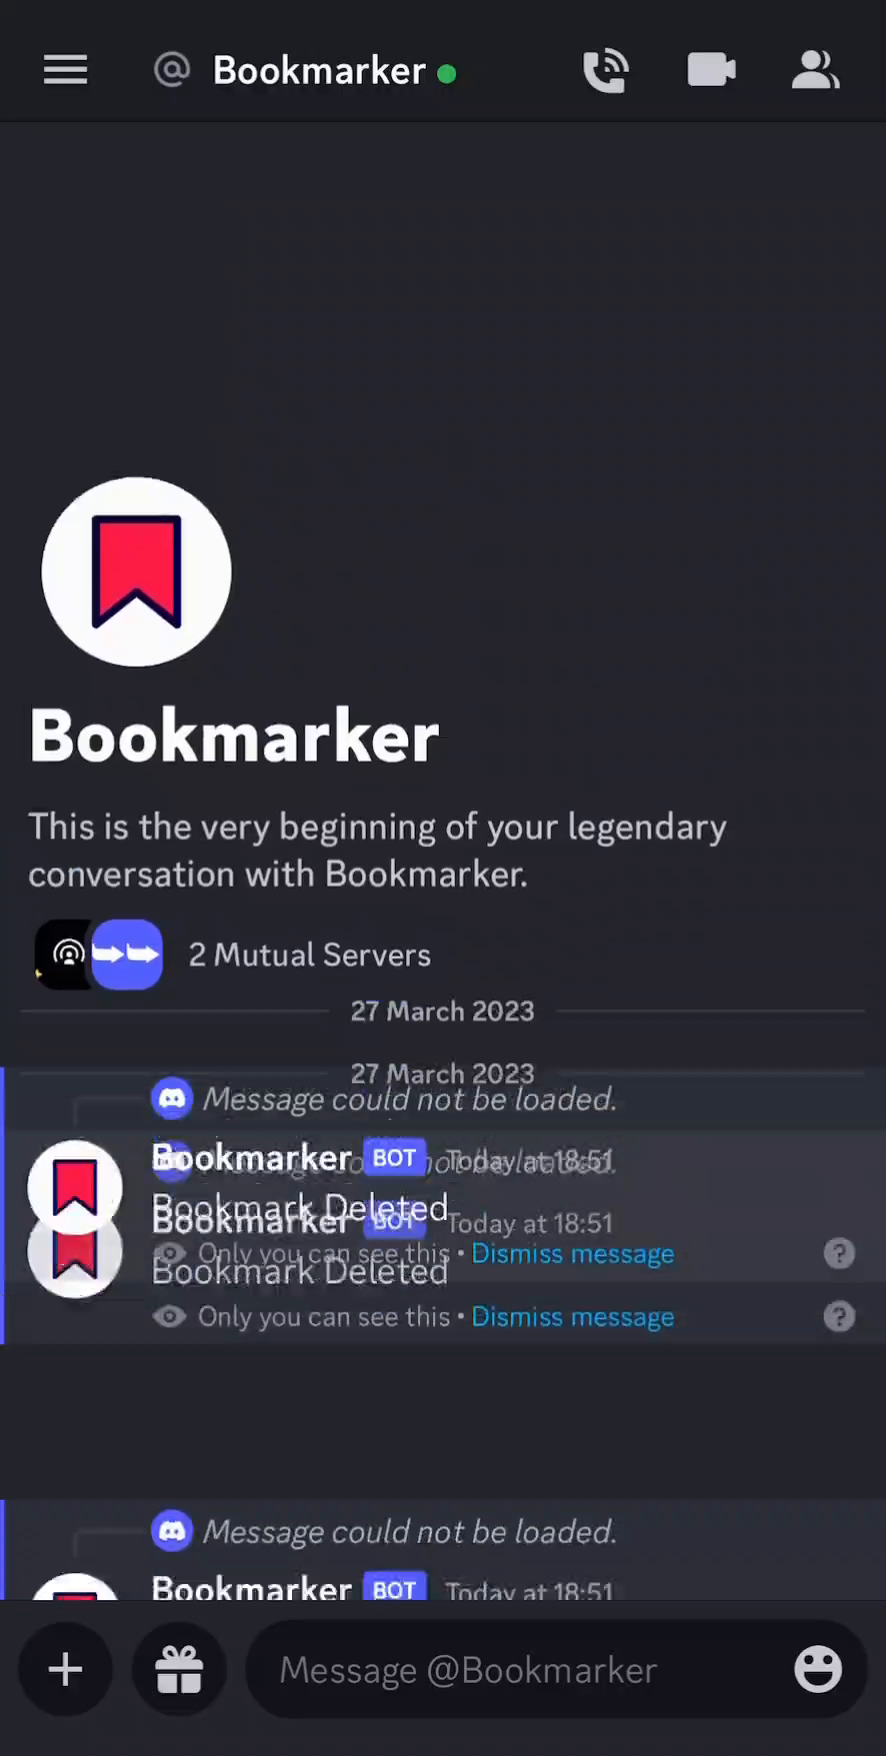 @ Bookmarker
Bookmarker
This is the very beginning of your legendary
conversation with Bookmarker.
2 Mutual Servers
27 March 2023
27 March 2023
Message could not be loaded.
Bookmarker BOT Today at 18:51
Bookmark Deleted
Bookmarker BOT Today at 18:51
Only you can see this • Dismiss message ?
Bookmark Deleted
Only you can see this • Dismiss message ?
Message could not be loaded.
Bookmarker BOT Today at 18:51
Message @Bookmarker